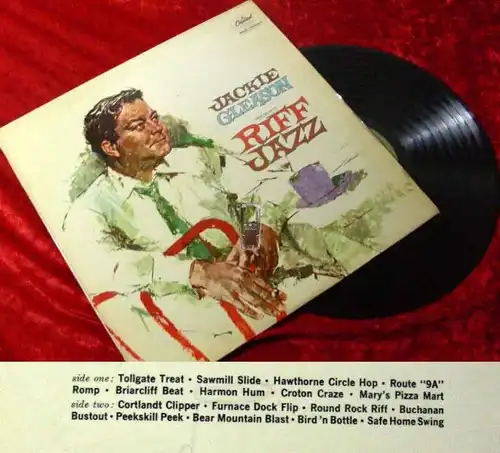 Capitol
JACKIE
GLEASON
RIFF
JAZZ
side one: Tollgate Treat • Sawmill Slide • Hawthorne Circle Hop • Route "9A"
Romp • Briarcliff Beat • Harmon Hum • Croton Craze • Mary's Pizza Mart
side two: Cortlandt Clipper • Furnace Dock Flip • Round Rock Riff • Buchanan
Bustout • Peekskill Peek • Bear Mountain Blast • Bird 'n Bottle • Safe Home Swing